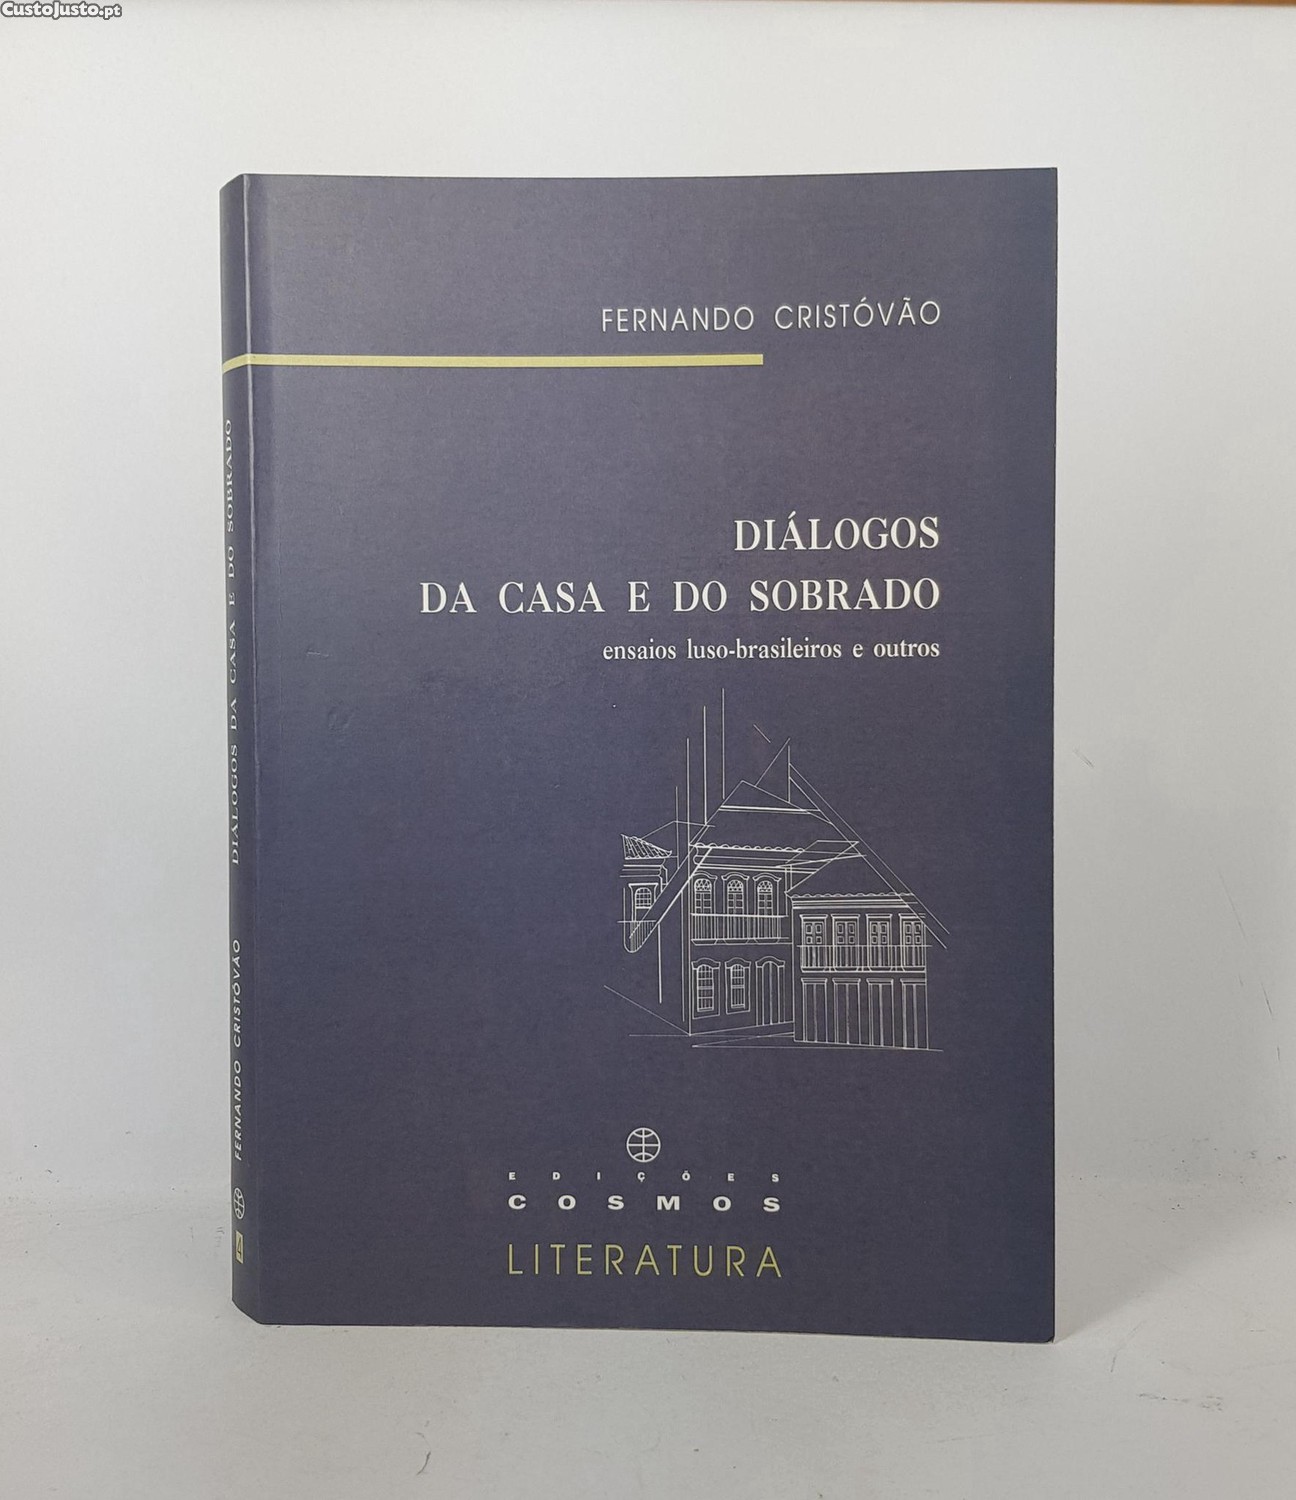 CustoJusto.pt
FERNANDO CRISTÓVÃO
DIÁLOGOS
DA CASA E DO SOBRADO
ensaios luso-brasileiros e outros
EDIÇÕES
COSMOS
LITERATURA
FERNANDO CRISTÓVÃO DIÁLOGOS DA CASA E DO SOBRADO